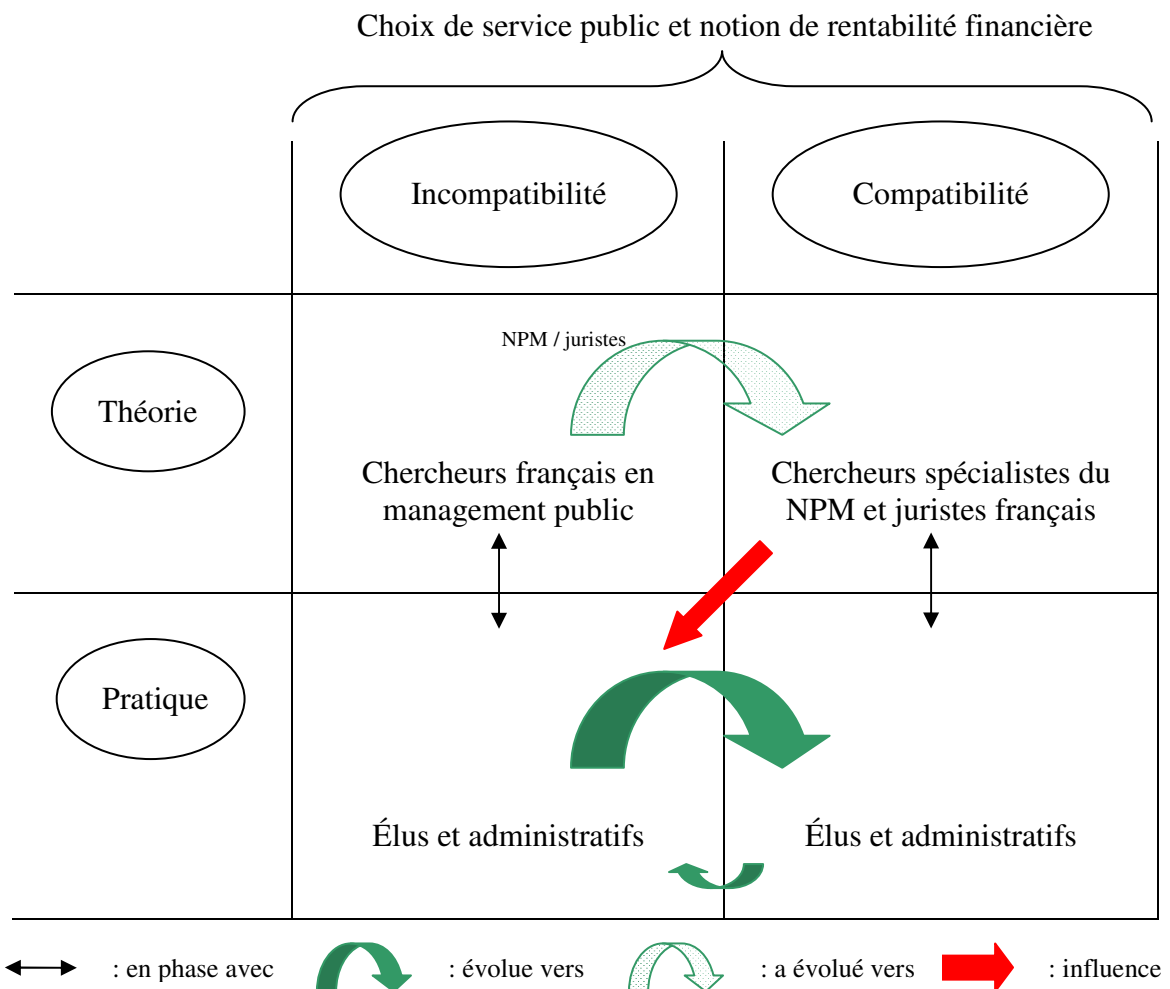 Choix de service public et notion de rentabilité financière
Incompatibilité
Compatibilité
NPM / juristes
Théorie
Chercheurs français en
management public
Chercheurs spécialistes du
NPM et juristes français
Pratique
Élus et administratifs
Élus et administratifs
: en phase avec
: évolue vers
: a évolué vers
: influence